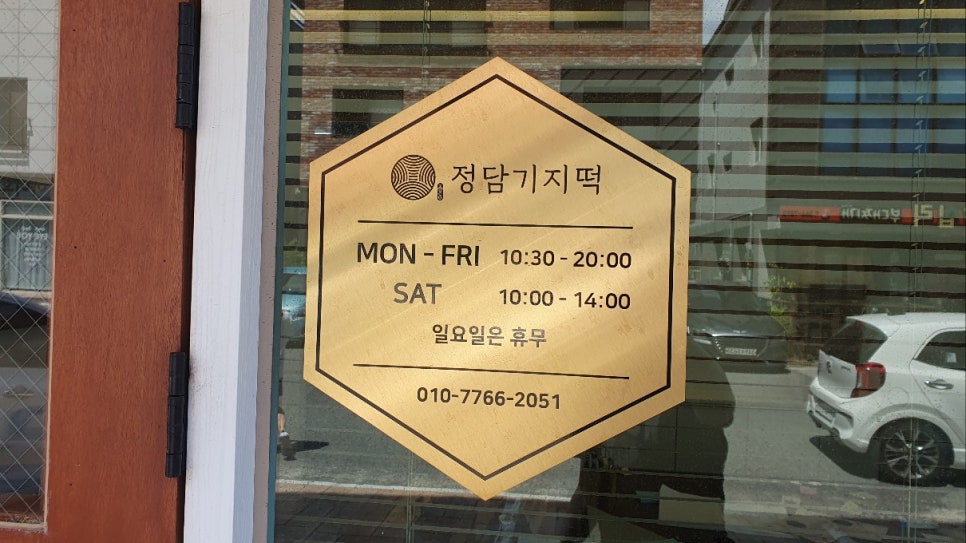 정담기지떡
MON - FRI 10:30 - 20:00
SAT 10:00 - 14:00
일요일은 휴무
010-7766-2051